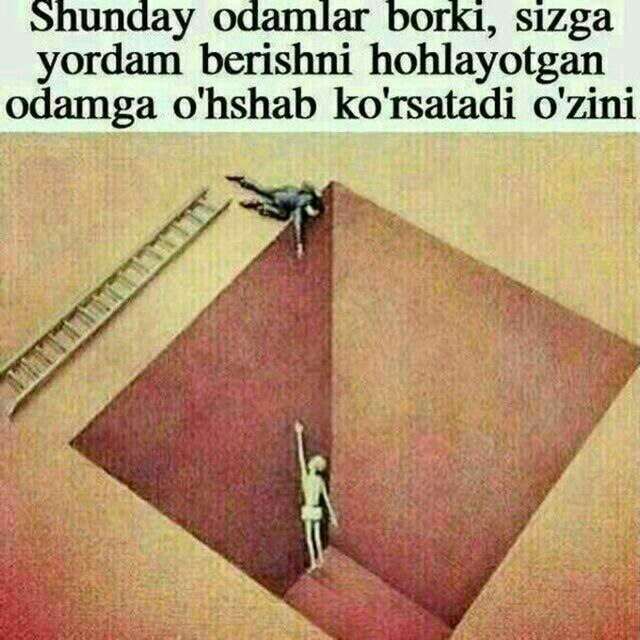 Shunday odamlar borki, sizga
yordam berishni hohlayotgan
odamga o'hshab ko'rsatadi o'zini